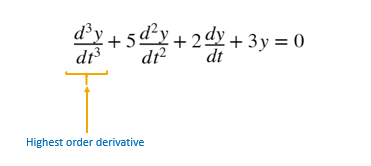 d³y/dt³ + 5 d²y/dt² + 2 dy/dt + 3y = 0
Highest order derivative